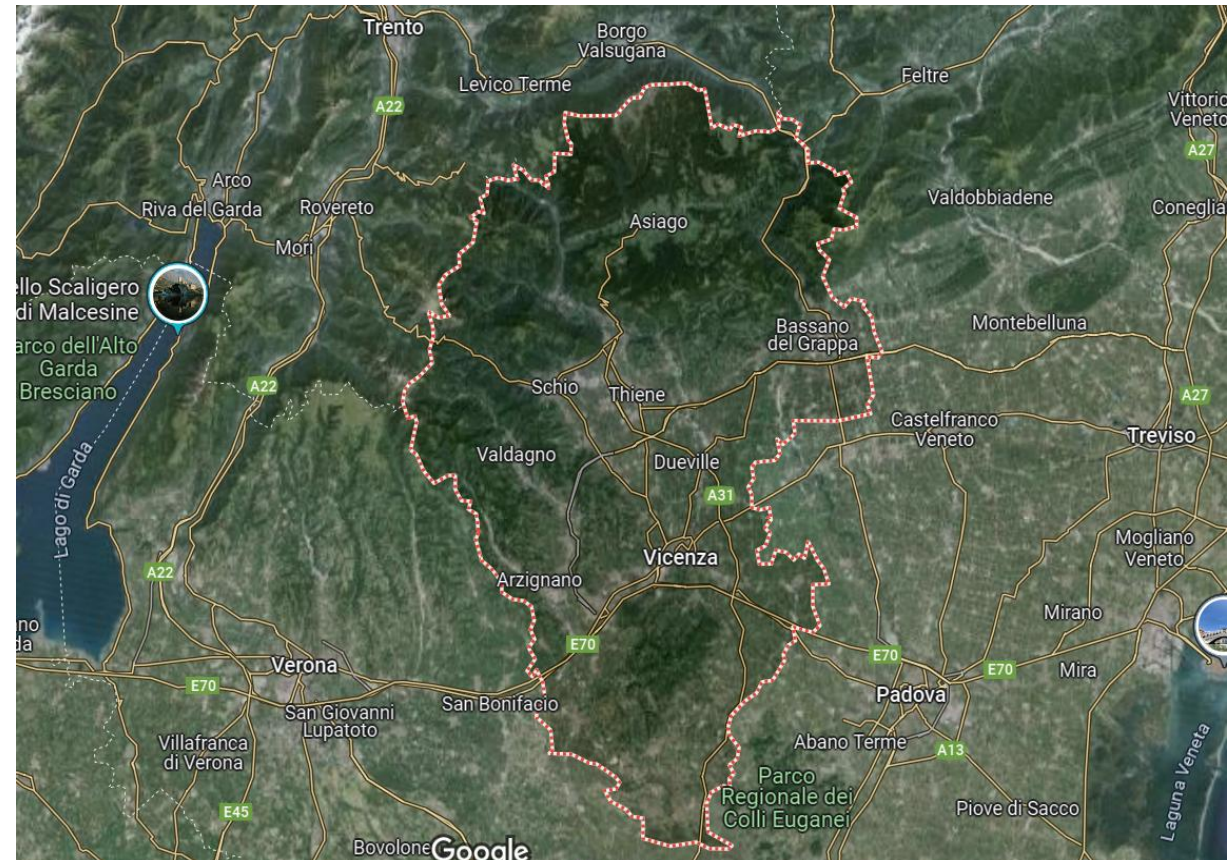 Trento
Borgo
Valsugana
Levico Terme
Feltre
A22
Vittorio
Veneto
A27
Arco
Riva del Garda
Rovereto
Valdobbiadene
Coneglia
Asiago
Mori
ello Scaligero
di Malcesine
Bassano
del Grappa
Montebelluna
arco dell'Alto
Garda
Bresciano
A22
Schio
Thiene
A27
Castelfranco
Veneto
Treviso
Valdagno
Dueville
A31
Lago di Garda
Mogliano
Veneto
Vicenza
A22
Arzignano
Mirano
E70
E70
E70
Mira
Verona
E70
Padova
San Bonifacio
San Giovanni
Lupatoto
Villafranca
di Verona
Abano Terme
A13
Laguna Veneta
Parco
Regionale dei
Colli Euganei
E45
Piove di Sacco
Bovolone
Google